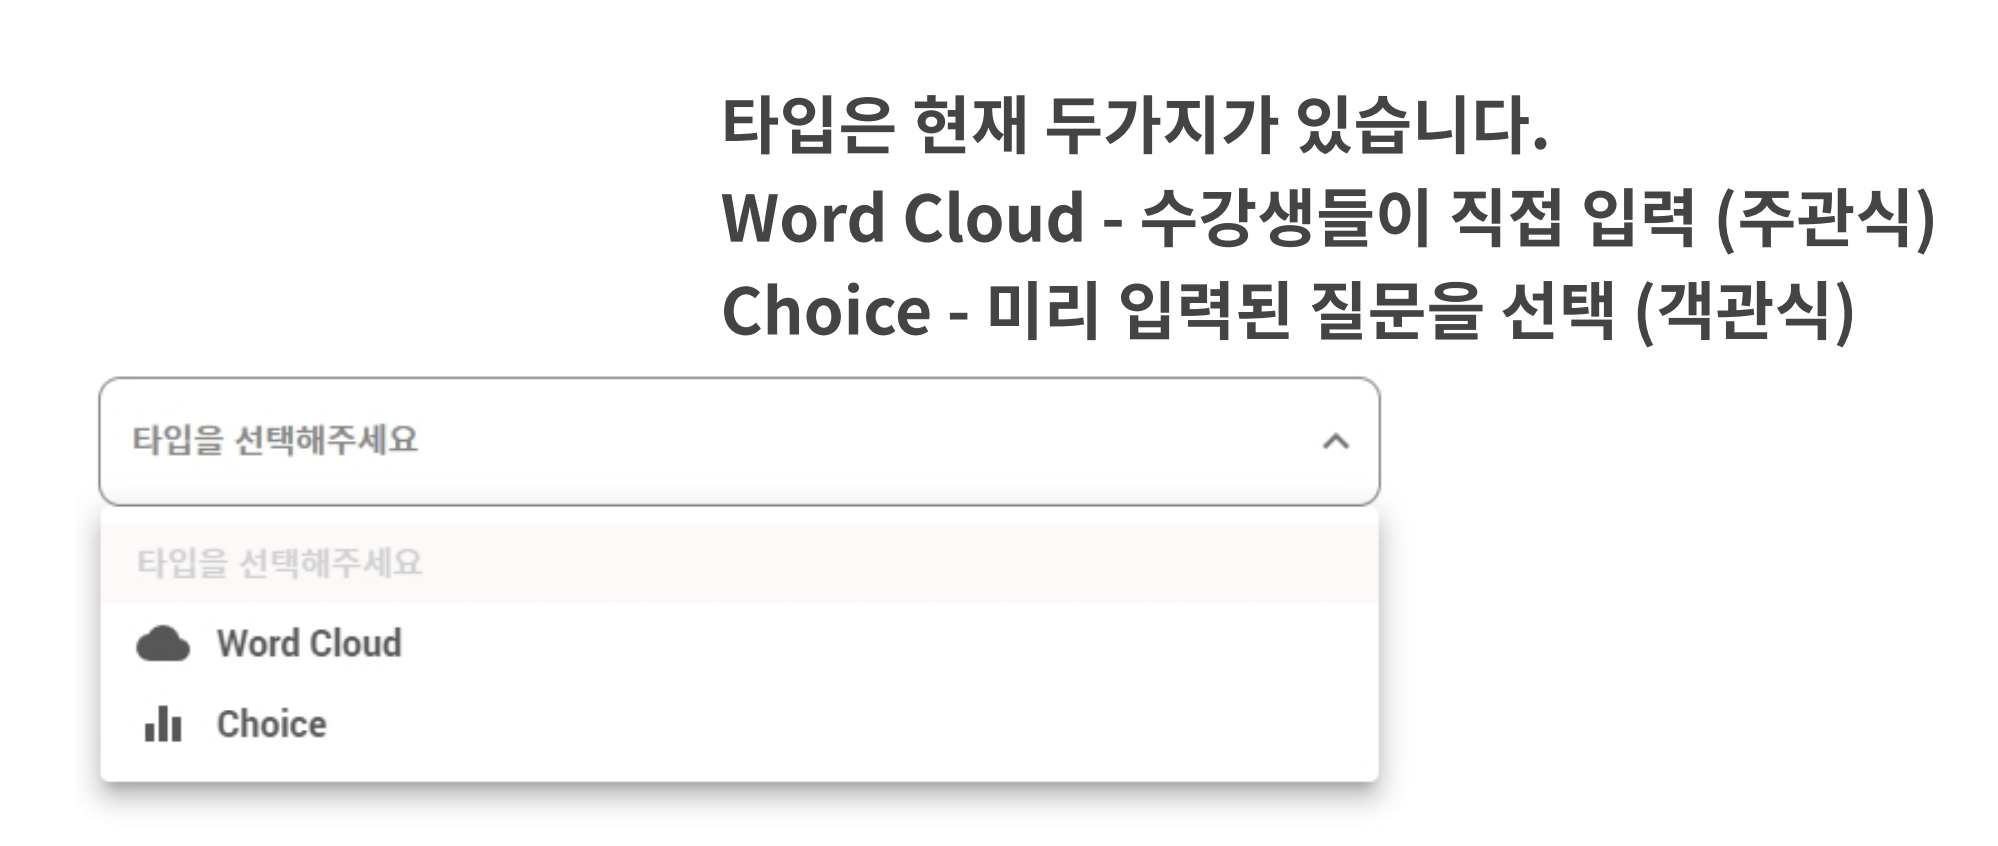 타입은 현재 두가지가 있습니다.
Word Cloud - 수강생들이 직접 입력 (주관식)
Choice - 미리 입력된 질문을 선택 (객관식)
타입을 선택해주세요
타입을 선택해주세요
Word Cloud
Choice